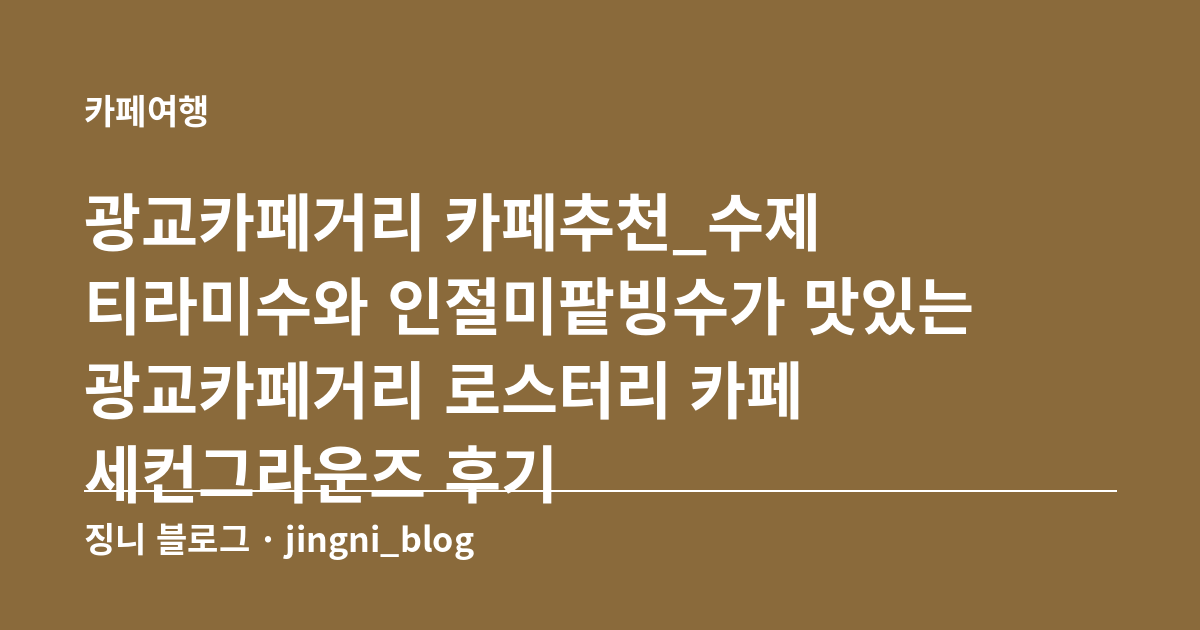 카페여행
광교카페거리 카페추천_수제
티라미수와 인절미팥빙수가 맛있는
광교카페거리 로스터리 카페
세컨그라운즈 후기
징니 블로그 · jingni_blog